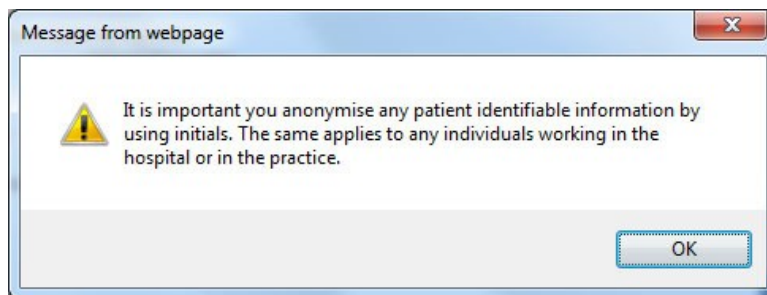 Message from webpage
It is important you anonymise any patient identifiable information by
using initials. The same applies to any individuals working in the
hospital or in the practice.
OK